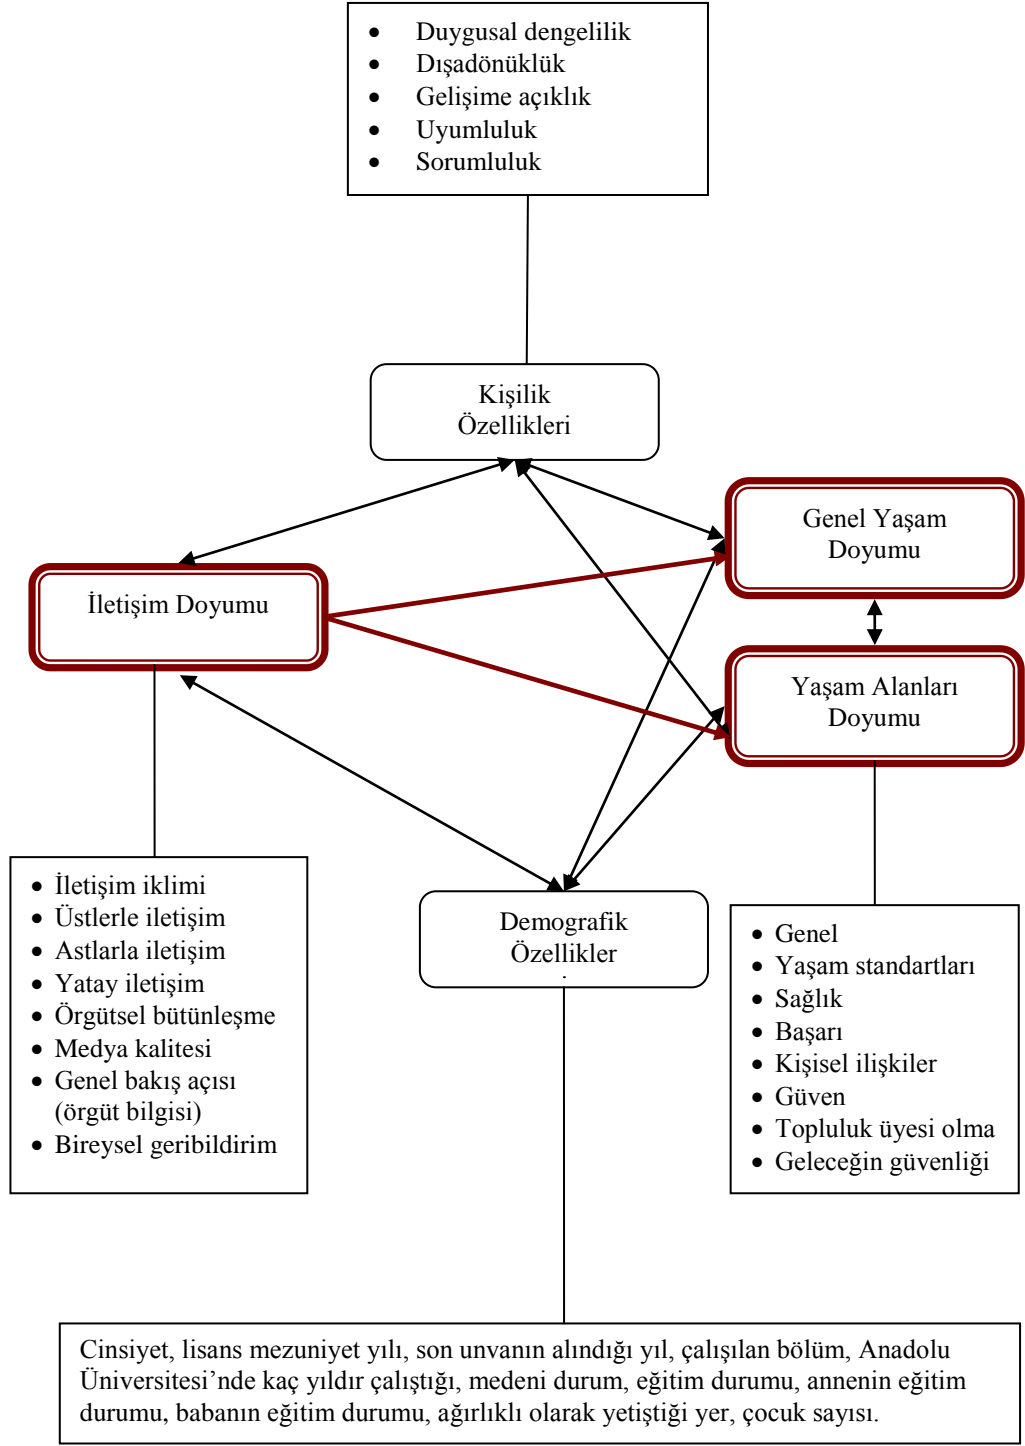 • Duygusal dengelilik
• Dışadönüklük
• Gelişime açıklık
• Uyumluluk
• Sorumluluk
Kişilik
Özellikleri
Genel Yaşam
Doyumu
İletişim Doyumu
Yaşam Alanları
Doyumu
• İletişim iklimi
• Üstlerle iletişim
• Astlarla iletişim
• Yatay iletişim
• Örgütsel bütünleşme
• Medya kalitesi
• Genel bakış açısı
(örgüt bilgisi)
• Bireysel geribildirim
Demografik
Özellikler
.
• Genel
• Yaşam standartları
• Sağlık
• Başarı
• Kişisel ilişkiler
• Güven
• Topluluk üyesi olma
• Geleceğin güvenliği
Cinsiyet, lisans mezuniyet yılı, son unvanın alındığı yıl, çalışılan bölüm, Anadolu
Üniversitesi’nde kaç yıldır çalıştığı, medeni durum, eğitim durumu, annenin eğitim
durumu, babanın eğitim durumu, ağırlıklı olarak yetiştiği yer, çocuk sayısı.